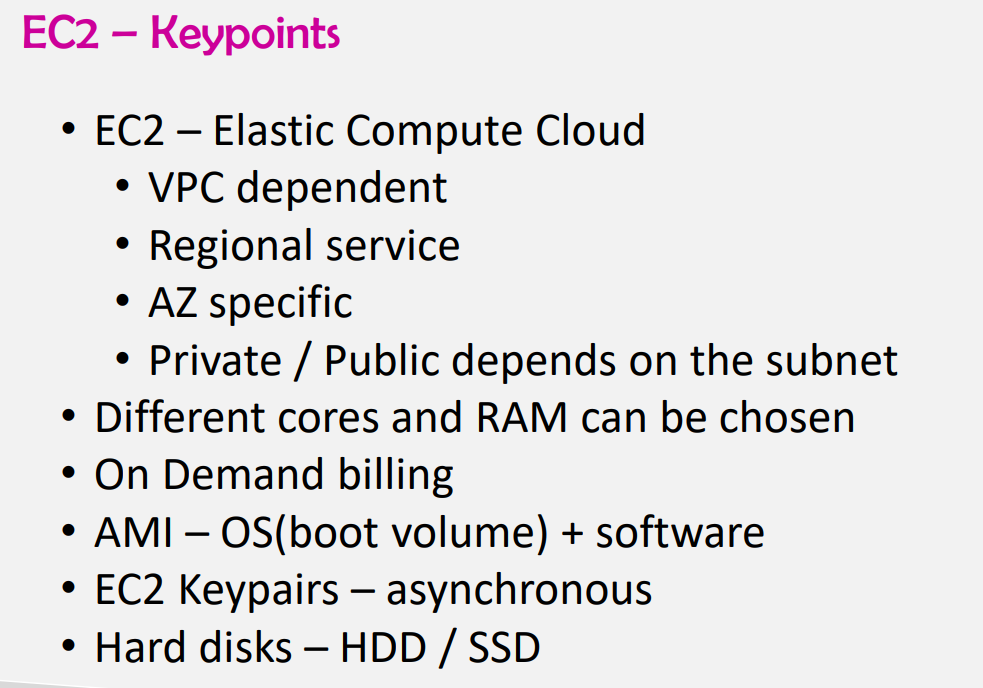 EC2 – Keypoints
• EC2 – Elastic Compute Cloud
• VPC dependent
• Regional service
• AZ specific
• Private / Public depends on the subnet
• Different cores and RAM can be chosen
• On Demand billing
• AMI – OS(boot volume) + software
• EC2 Keypairs – asynchronous
• Hard disks – HDD / SSD